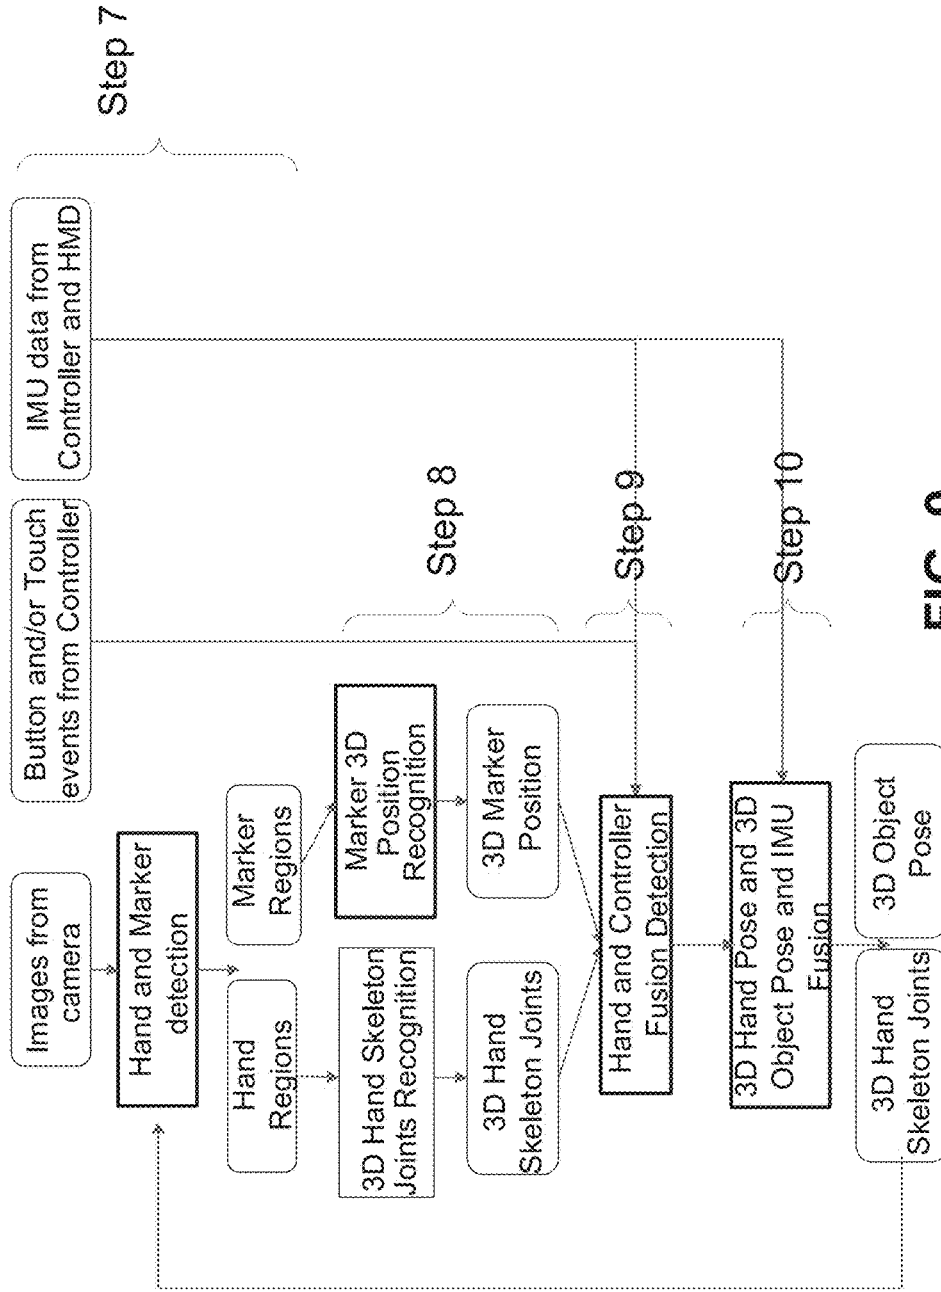 Images from
camera
Button and/or Touch
events from Controller
IMU data from
Controller and HMD
Step 7
Hand and Marker
detection
Hand
Regions
Marker
Regions
3D Hand Skeleton
Joints Recognition
Marker 3D
Position
Recognition
Step 8
3D Hand
Skeleton Joints
3D Marker
Position
Hand and Controller
Fusion Detection
Step 9
3D Hand Pose and 3D
Object Pose and IMU
Fusion
Step 10
3D Hand
Skeleton Joints
3D Object
Pose
FIG.